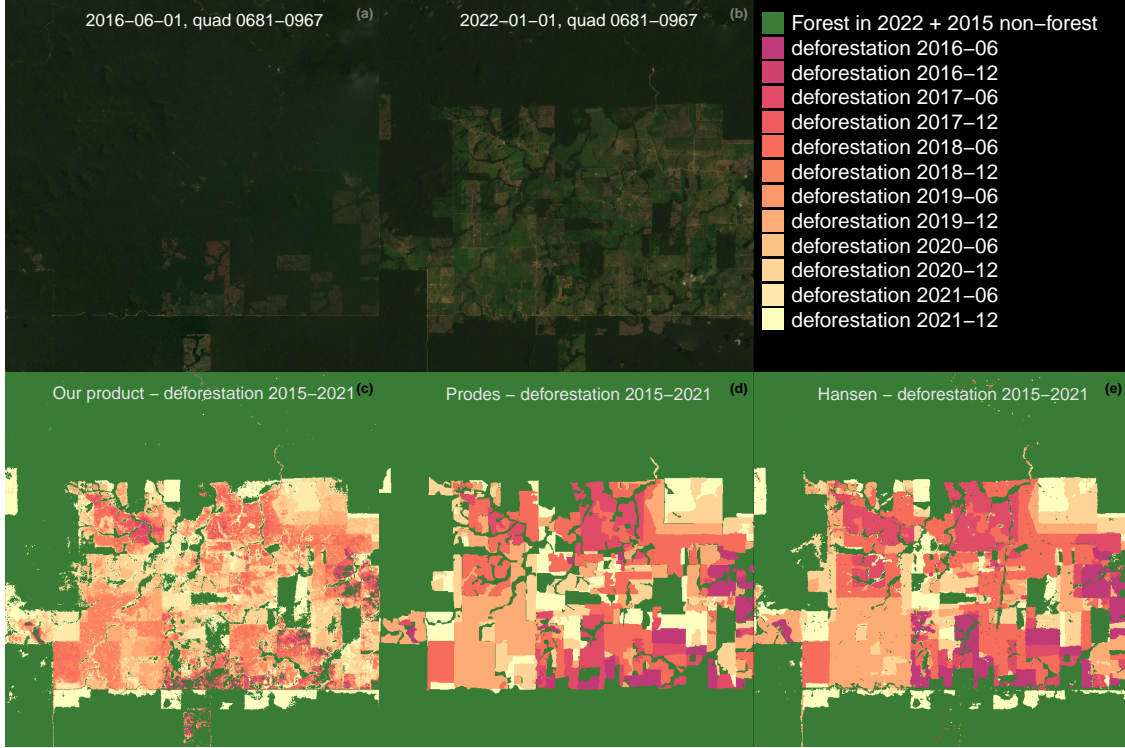 2016−06−01, quad 0681−0967
(a)
2022−01−01, quad 0681−0967
(b)
Forest in 2022 + 2015 non−forest
deforestation 2016−06
deforestation 2016−12
deforestation 2017−06
deforestation 2017−12
deforestation 2018−06
deforestation 2018−12
deforestation 2019−06
deforestation 2019−12
deforestation 2020−06
deforestation 2020−12
deforestation 2021−06
deforestation 2021−12
Our product − deforestation 2015−2021
(c)
Prodes − deforestation 2015−2021
(d)
Hansen − deforestation 2015−2021
(e)